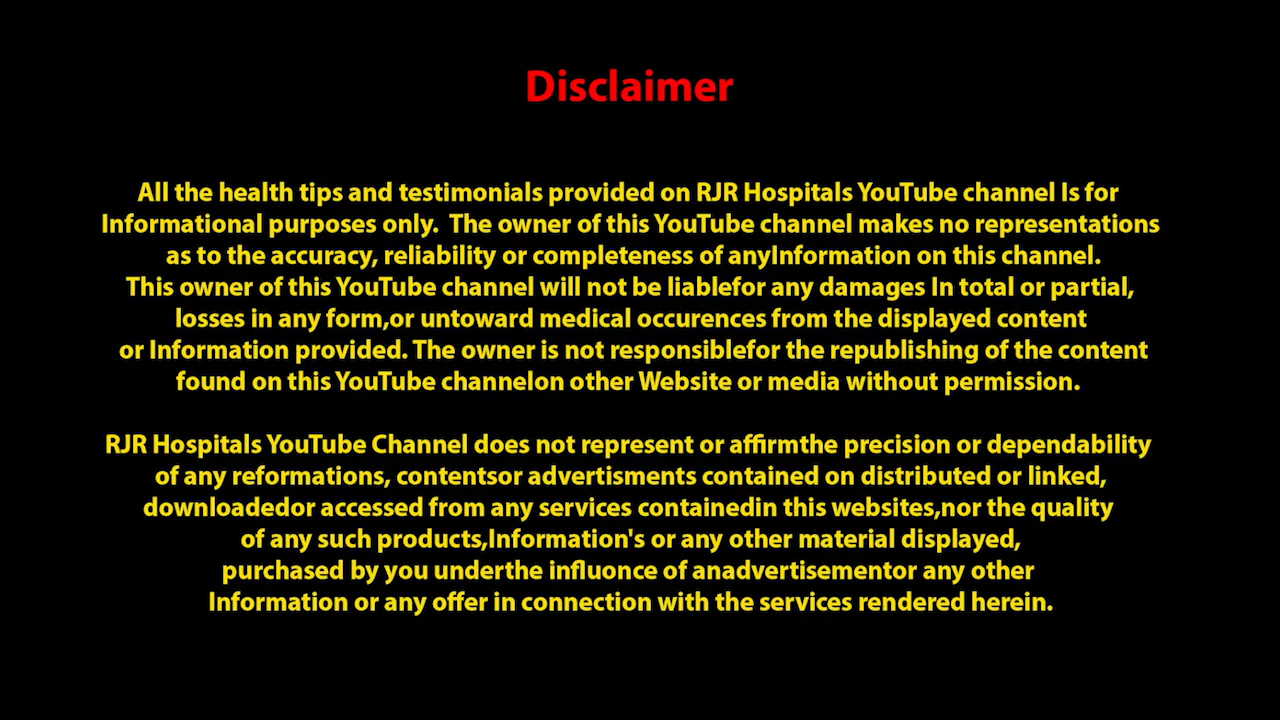 Disclaimer
All the health tips and testimonials provided on RJR Hospitals YouTube channel Is for
Informational purposes only.  The owner of this YouTube channel makes no representations
as to the accuracy, reliability or completeness of anyInformation on this channel.
This owner of this YouTube channel will not be liablefor any damages In total or partial,
losses in any form,or untoward medical occurences from the displayed content
or Information provided. The owner is not responsiblefor the republishing of the content
found on this YouTube channelon other Website or media without permission.
RJR Hospitals YouTube Channel does not represent or affirmthe precision or dependability
of any reformations, contentsor advertisments contained on distributed or linked,
downloadedor accessed from any services containedin this websites,nor the quality
of any such products,Information's or any other material displayed,
purchased by you underthe influonce of anadvertisementor any other
Information or any offer in connection with the services rendered herein.